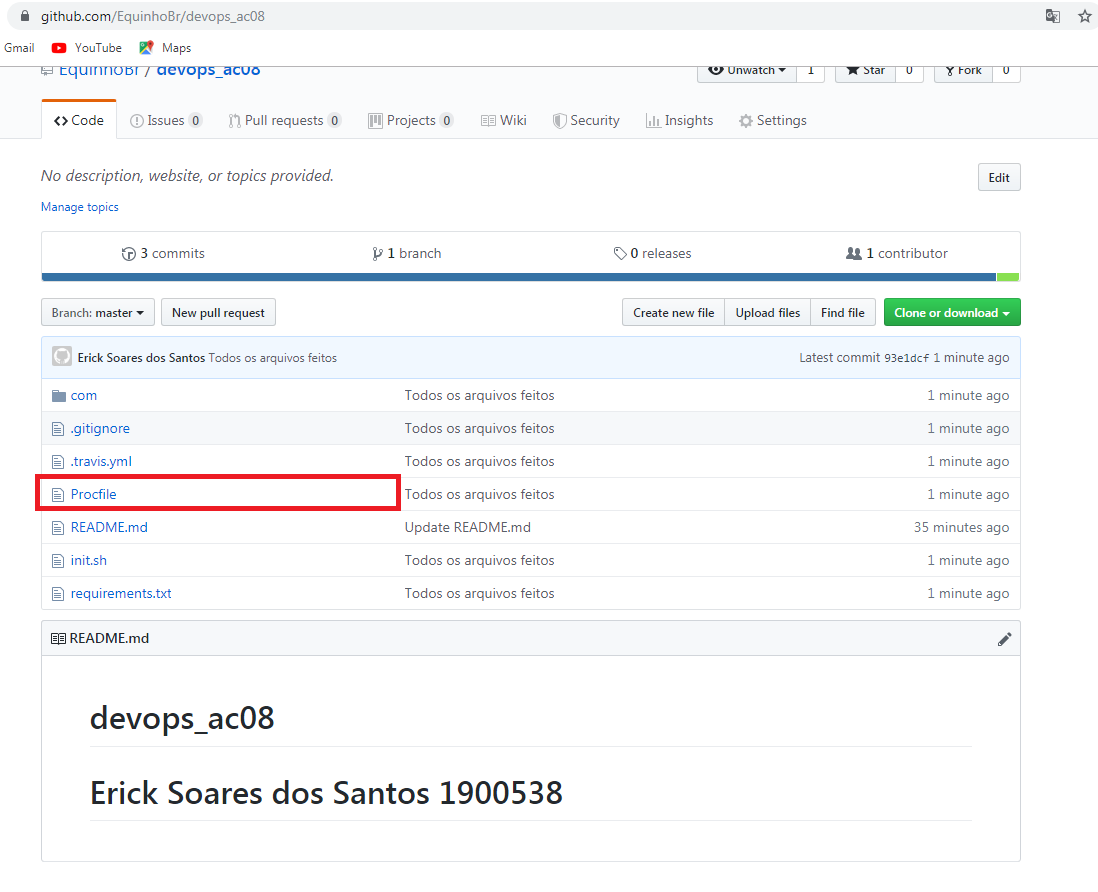 github.com/EquinhoBr/devops_ac08
Gmail YouTube Maps
EquinhoBr / devops_ac08 Unwatch 1 Star 0 Fork 0
Code Issues 0 Pull requests 0 Projects 0 Wiki Security Insights Settings
No description, website, or topics provided. Edit
Manage topics
3 commits 1 branch 0 releases 1 contributor
Branch: master New pull request Create new file Upload files Find file Clone or download
Erick Soares dos Santos Todos os arquivos feitos Latest commit 93e1dcf 1 minute ago
com Todos os arquivos feitos 1 minute ago
.gitignore Todos os arquivos feitos 1 minute ago
.travis.yml Todos os arquivos feitos 1 minute ago
Procfile Todos os arquivos feitos 1 minute ago
README.md Update README.md 35 minutes ago
init.sh Todos os arquivos feitos 1 minute ago
requirements.txt Todos os arquivos feitos 1 minute ago
README.md
devops_ac08
Erick Soares dos Santos 1900538